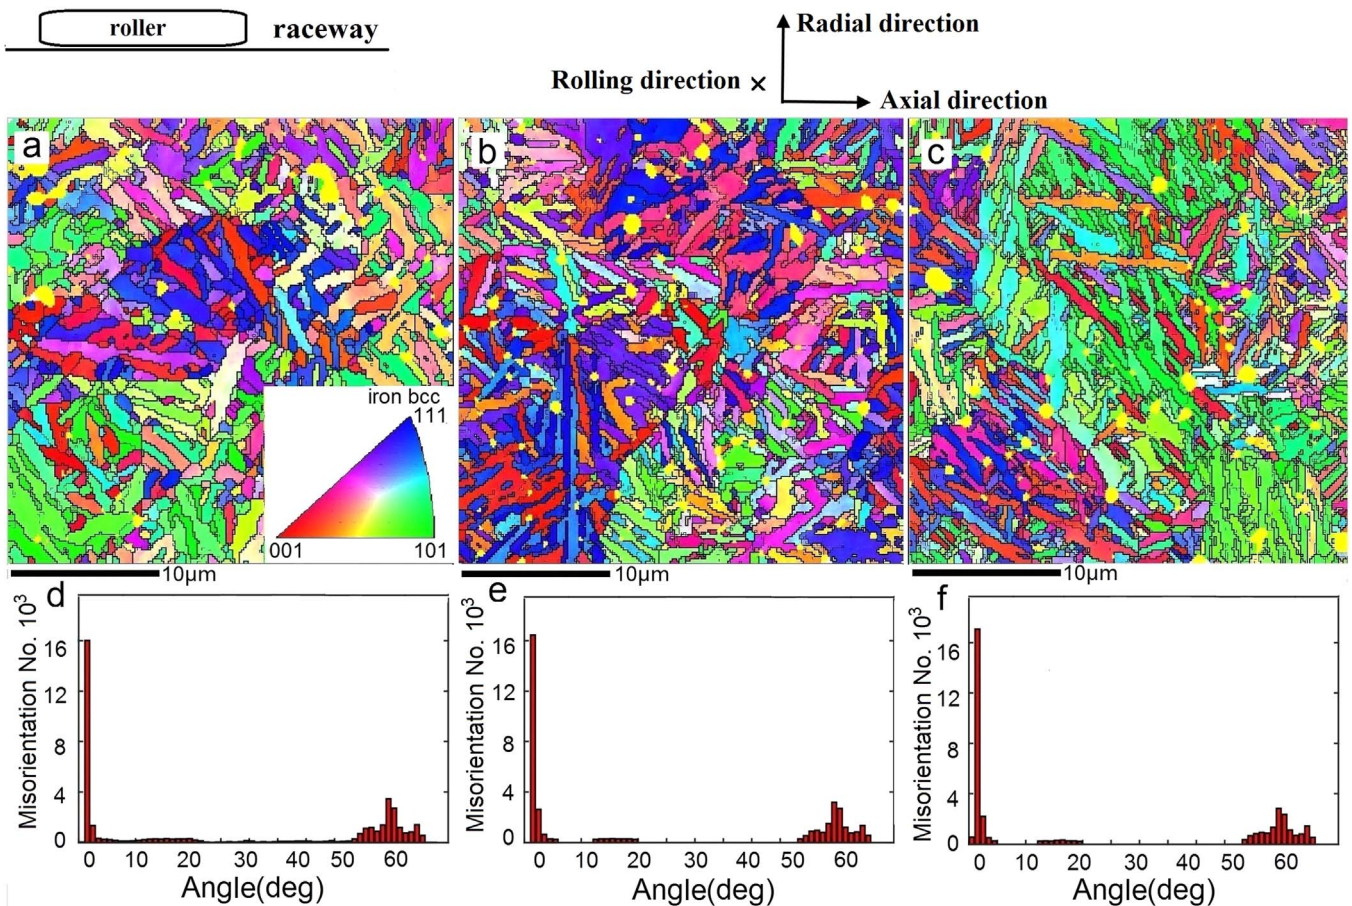 roller
raceway
Radial direction
Rolling direction ×
Axial direction
a
b
c
iron bcc
111
001
101
10μm
10μm
10μm
d
e
f
Misorientation No. 10³
16
12
8
4
0
0 10 20 30 40 50 60
Angle(deg)
Misorientation No. 10³
16
12
8
4
0
0 10 20 30 40 50 60
Angle(deg)
Misorientation No. 10³
16
12
8
4
0
0 10 20 30 40 50 60
Angle(deg)